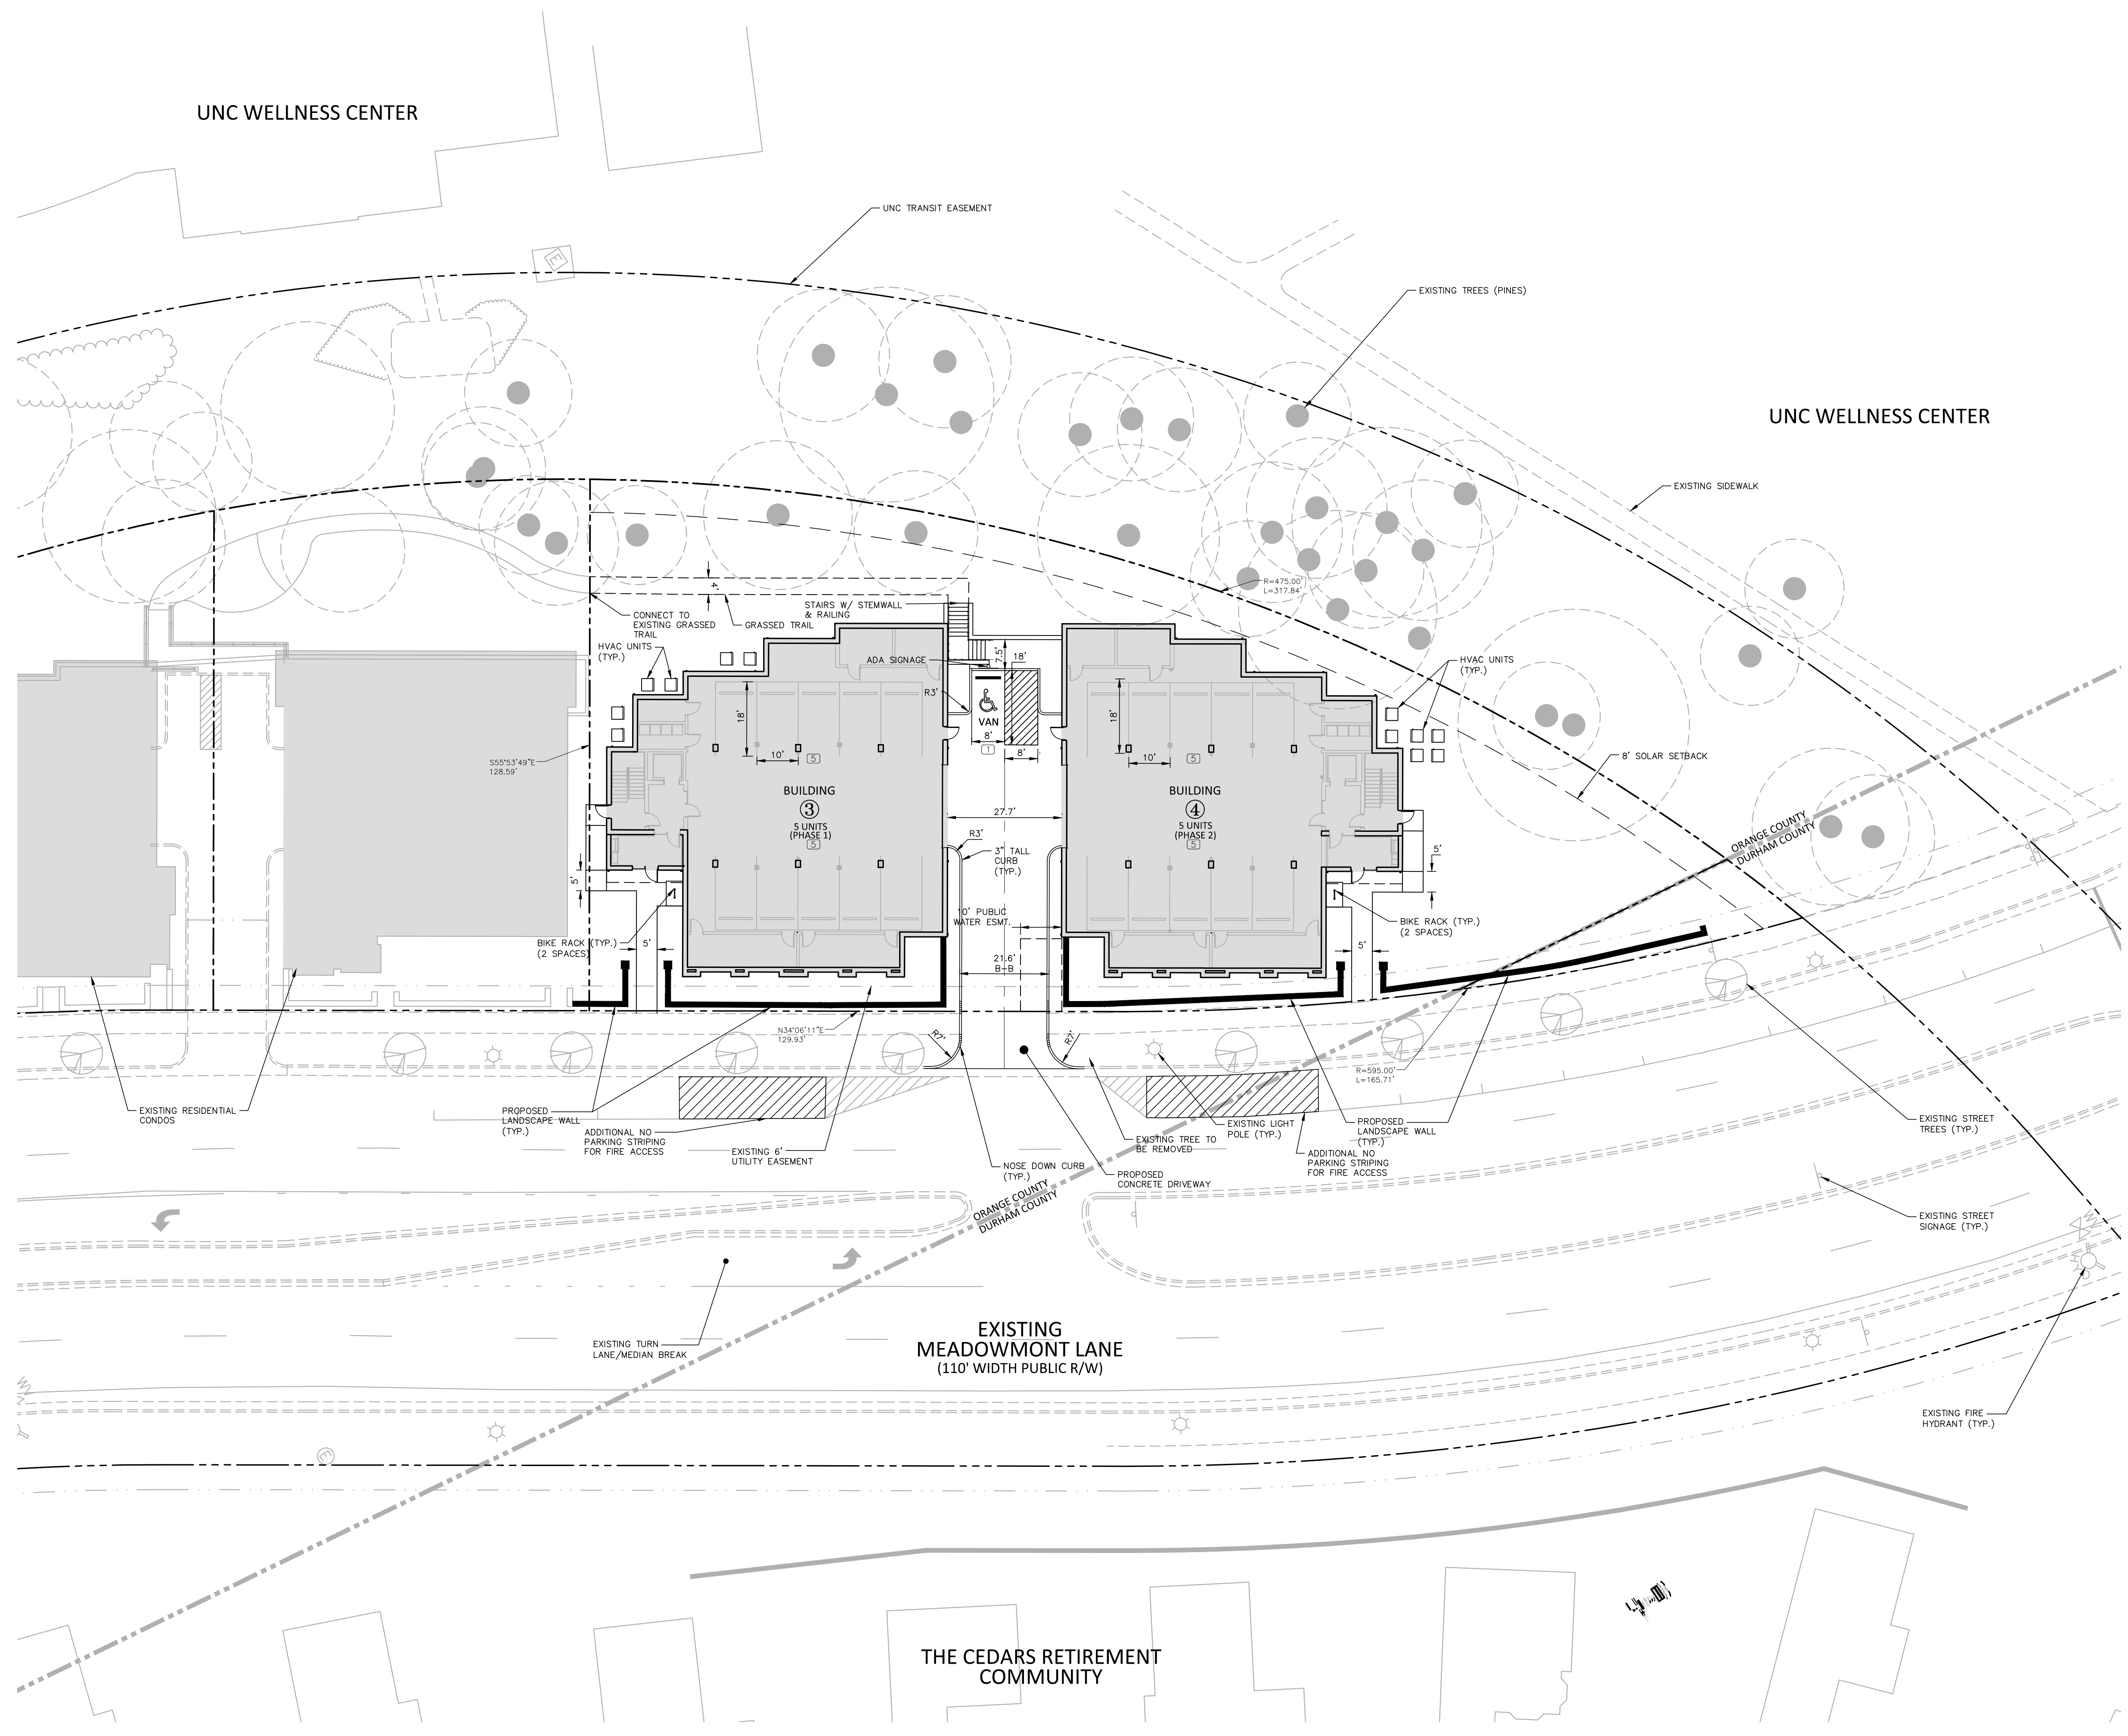 UNC WELLNESS CENTER
UNC TRANSIT EASEMENT
E
EXISTING TREES (PINES)
UNC WELLNESS CENTER
EXISTING SIDEWALK
R=475.00'
L=317.84'
4'
CONNECT TO
EXISTING GRASSED
TRAIL
GRASSED TRAIL
STAIRS W/ STEMWALL
& RAILING
HVAC UNITS
(TYP.)
ADA SIGNAGE
7.5'
18'
HVAC UNITS
(TYP.)
R3'
VAN
8'
1
8'
18'
10'
5
18'
10'
5
S55°53'49"E
128.59'
8' SOLAR SETBACK
BUILDING
3
5 UNITS
(PHASE 1)
5
BUILDING
4
5 UNITS
(PHASE 2)
5
27.7'
R3'
3" TALL
CURB
(TYP.)
ORANGE COUNTY
DURHAM COUNTY
5'
5'
10' PUBLIC
WATER ESMT.
BIKE RACK (TYP.)
(2 SPACES)
5'
BIKE RACK (TYP.)
(2 SPACES)
5'
21.6'
B-B
N34°06'11"E
129.93'
R7'
R7'
R=595.00'
L=165.71'
EXISTING RESIDENTIAL
CONDOS
PROPOSED
LANDSCAPE WALL
(TYP.)
ADDITIONAL NO
PARKING STRIPING
FOR FIRE ACCESS
EXISTING 6'
UTILITY EASEMENT
NOSE DOWN CURB
(TYP.)
PROPOSED
CONCRETE DRIVEWAY
EXISTING TREE TO
BE REMOVED
EXISTING LIGHT
POLE (TYP.)
ADDITIONAL NO
PARKING STRIPING
FOR FIRE ACCESS
PROPOSED
LANDSCAPE WALL
(TYP.)
EXISTING STREET
TREES (TYP.)
ORANGE COUNTY
DURHAM COUNTY
EXISTING STREET
SIGNAGE (TYP.)
EXISTING TURN
LANE/MEDIAN BREAK
EXISTING
MEADOWMONT LANE
(110' WIDTH PUBLIC R/W)
EXISTING FIRE
HYDRANT (TYP.)
E
THE CEDARS RETIREMENT
COMMUNITY